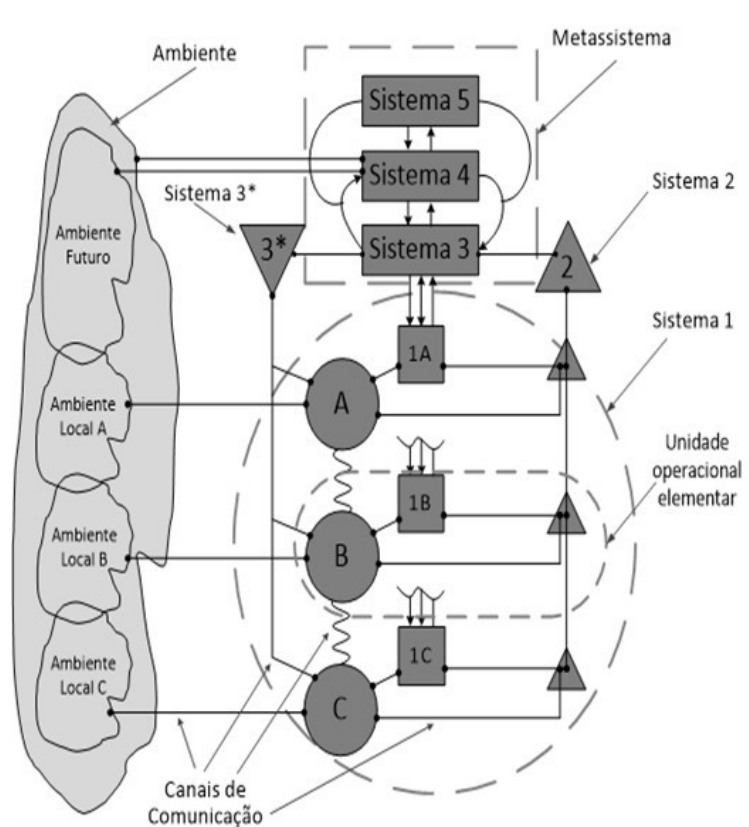 Metassistema
Ambiente
Sistema 5
Sistema 4
Sistema 3*
Sistema 2
Ambiente
Futuro
3*
Sistema 3
2
1A
Sistema 1
Ambiente
Local A
A
Unidade
operacional
elementar
1B
Ambiente
Local B
B
1C
Ambiente
Local C
C
Canais de
Comunicação